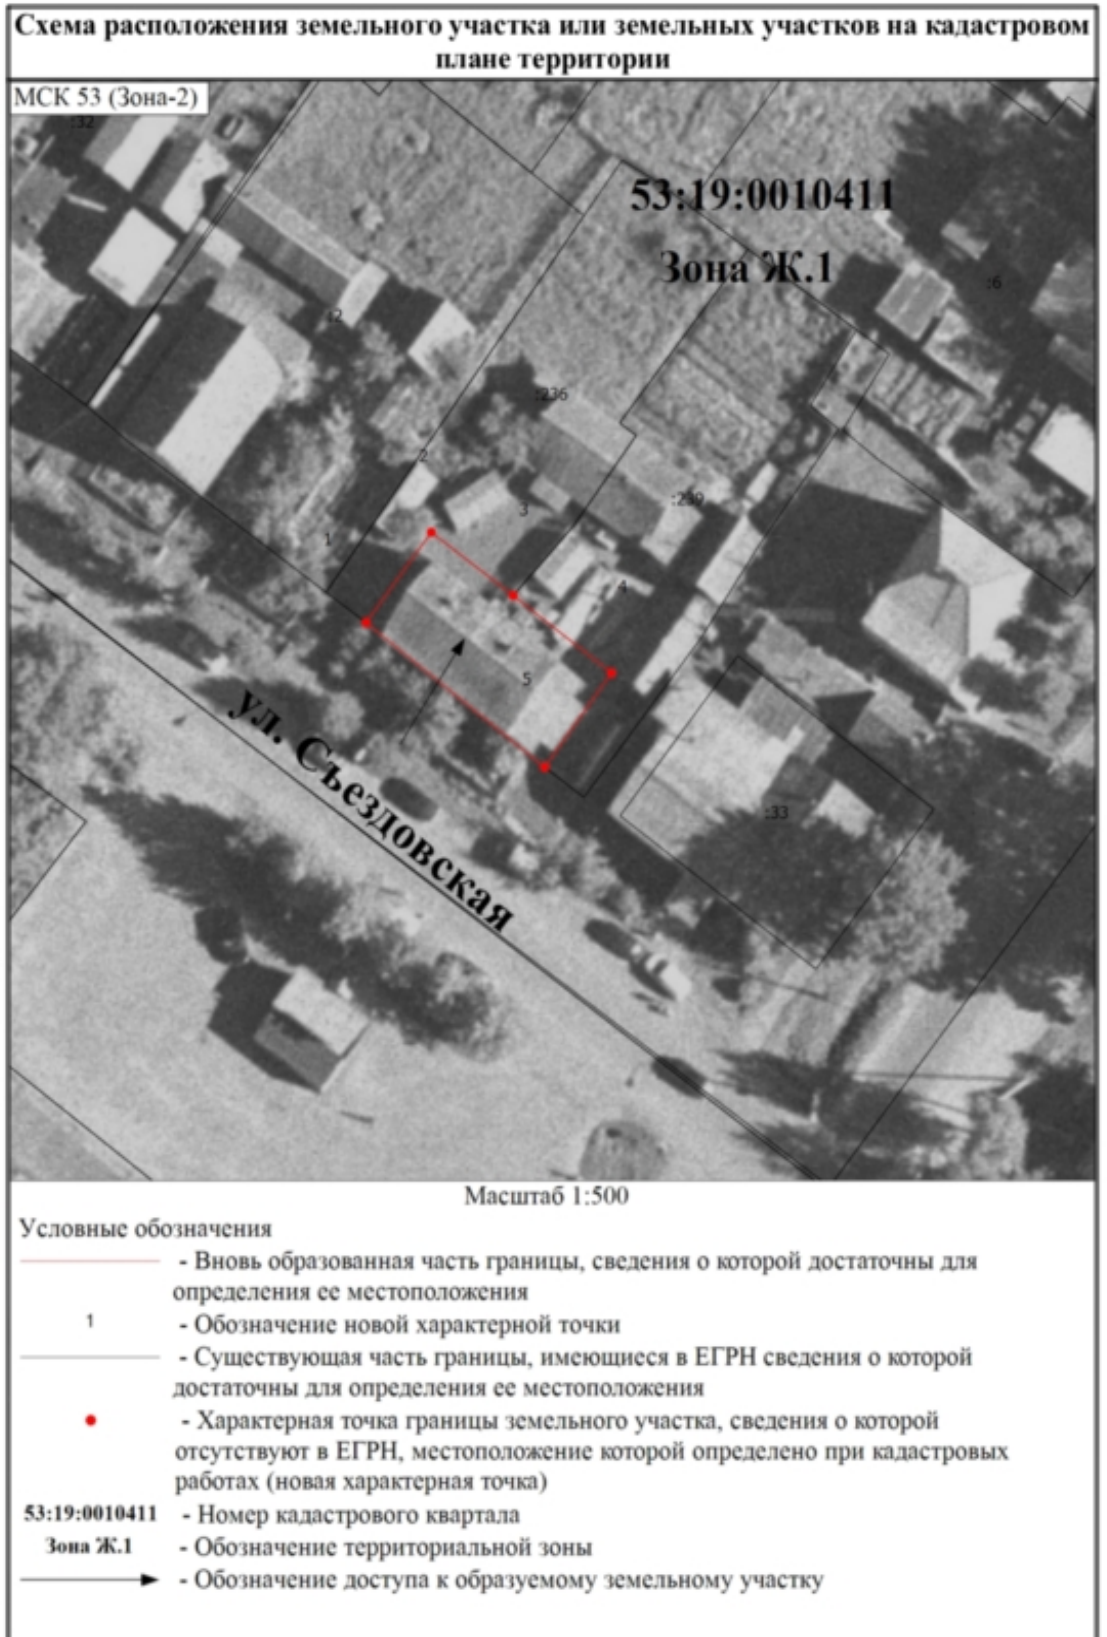 Схема расположения земельного участка или земельных участков на кадастровом
плане территории
МСК 53 (Зона-2)
:32
53:19:0010411
Зона Ж.1
:6
:236
2
:239
3
1
4
5
ул. Съездовская
:33
Масштаб 1:500
Условные обозначения
- Вновь образованная часть границы, сведения о которой достаточны для
определения ее местоположения
1
- Обозначение новой характерной точки
- Существующая часть границы, имеющиеся в ЕГРН сведения о которой
достаточны для определения ее местоположения
- Характерная точка границы земельного участка, сведения о которой
отсутствуют в ЕГРН, местоположение которой определено при кадастровых
работах (новая характерная точка)
53:19:0010411 - Номер кадастрового квартала
Зона Ж.1 - Обозначение территориальной зоны
- Обозначение доступа к образуемому земельному участку